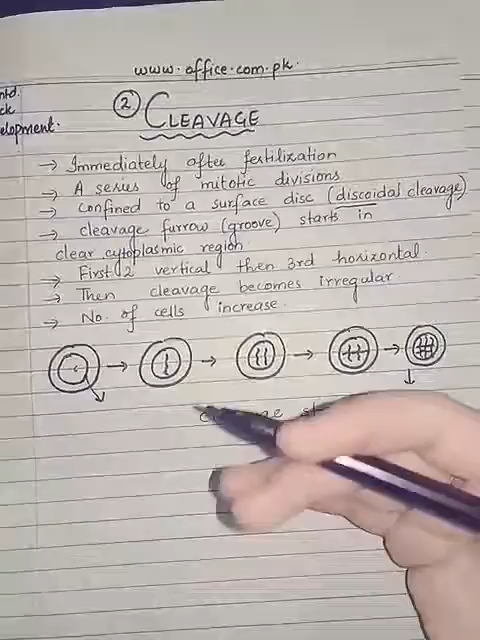 www.office.com.pk.
ck
elopment.
② CLEAVAGE
→ Immediately after fertilization
→ A series of mitotic divisions
→ confined to a surface disc (discoidal cleavage)
→ cleavage furrow (groove) starts in
clear cytoplasmic region.
→ First 2 vertical then 3rd horizontal.
→ Then cleavage becomes irregular.
→ No. of cells increase.